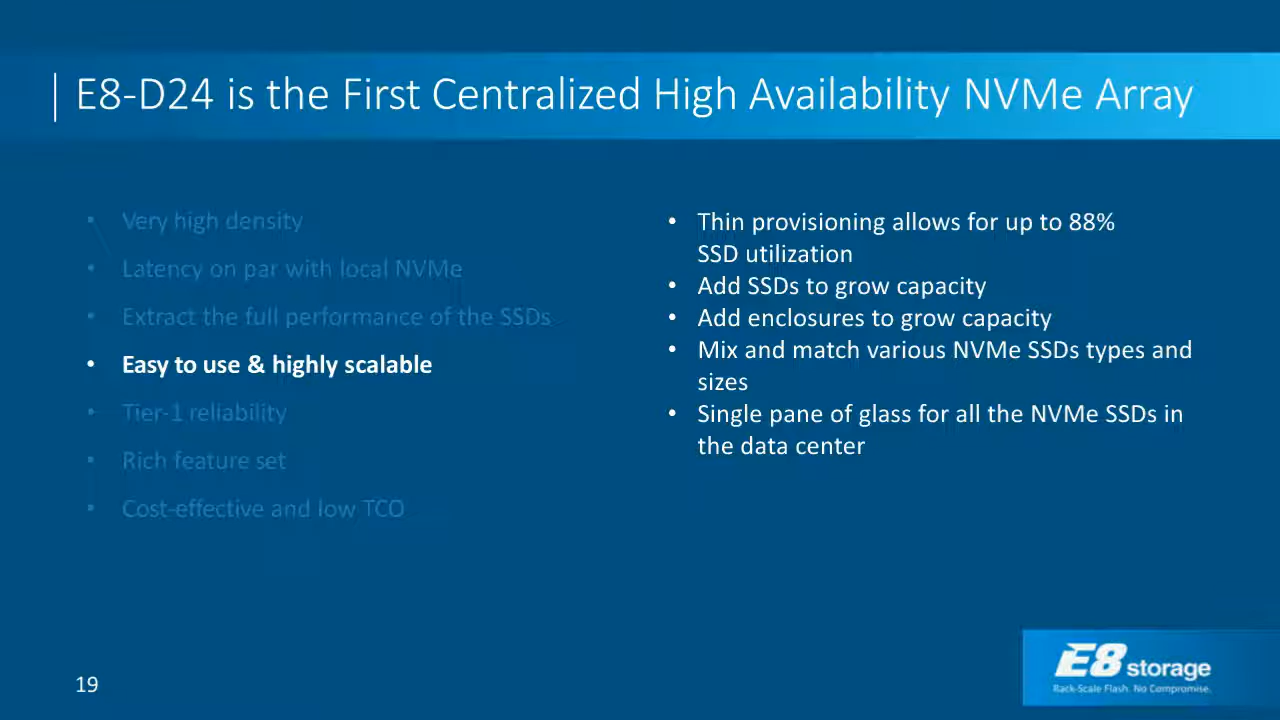 E8-D24 is the First Centralized High Availability NVMe Array
• Very high density
• Latency on par with local NVMe
• Extract the full performance of the SSDs
• Easy to use & highly scalable
• Tier-1 reliability
• Rich feature set
• Cost-effective and low TCO
• Thin provisioning allows for up to 88%
SSD utilization
• Add SSDs to grow capacity
• Add enclosures to grow capacity
• Mix and match various NVMe SSDs types and
sizes
• Single pane of glass for all the NVMe SSDs in
the data center
19
E8 storage
Rack-Scale Flash. No Compromise.